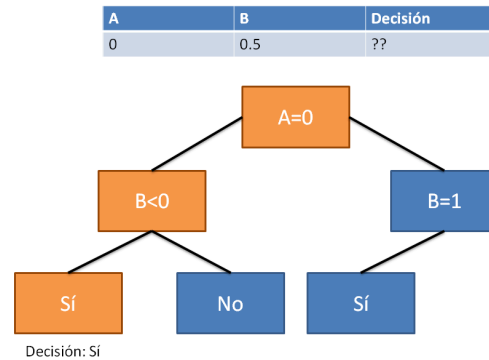 A B Decisión
0 0.5 ??
A=0
B<0 B=1
Sí No Sí
Decisión: Sí